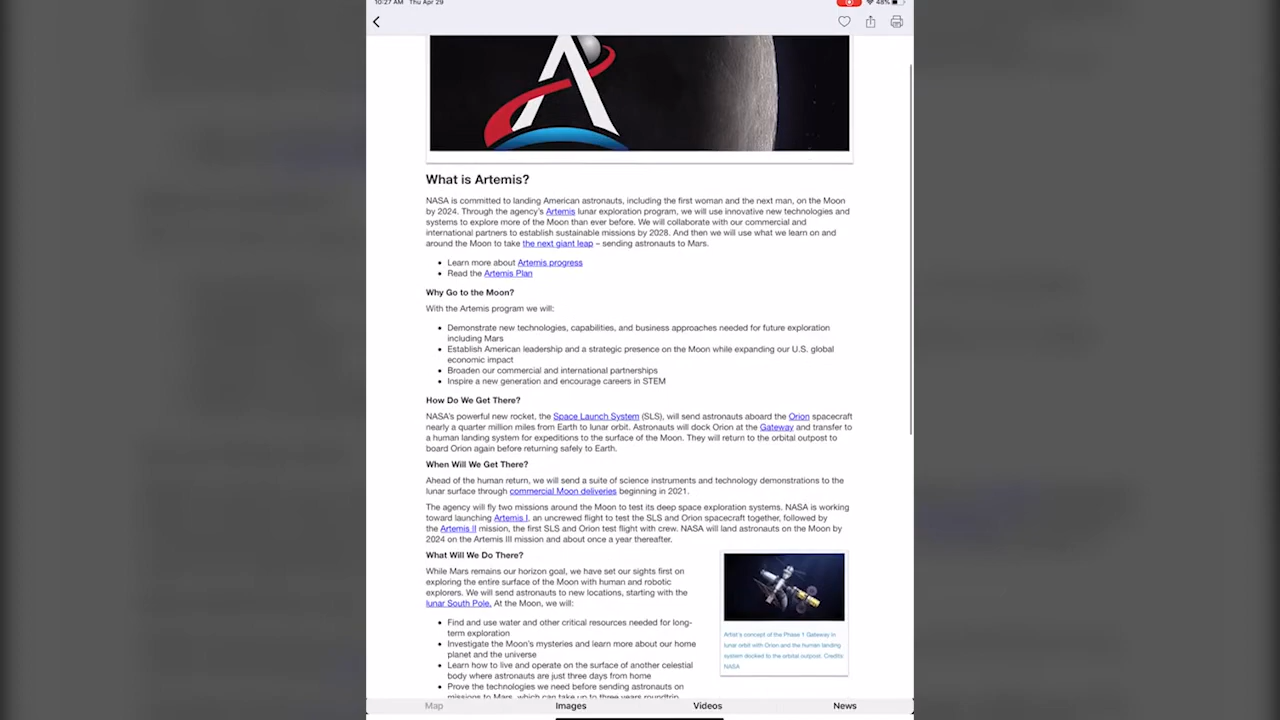 10:27 AM Thu Apr 29
48%
What is Artemis?
NASA is committed to landing American astronauts, including the first woman and the next man, on the Moon
by 2024. Through the agency's Artemis lunar exploration program, we will use innovative new technologies and
systems to explore more of the Moon than ever before. We will collaborate with our commercial and
international partners to establish sustainable missions by 2028. And then we will use what we learn on and
around the Moon to take the next giant leap – sending astronauts to Mars.
• Learn more about Artemis progress
• Read the Artemis Plan
Why Go to the Moon?
With the Artemis program we will:
• Demonstrate new technologies, capabilities, and business approaches needed for future exploration
including Mars
• Establish American leadership and a strategic presence on the Moon while expanding our U.S. global
economic impact
• Broaden our commercial and international partnerships
• Inspire a new generation and encourage careers in STEM
How Do We Get There?
NASA's powerful new rocket, the Space Launch System (SLS), will send astronauts aboard the Orion spacecraft
nearly a quarter million miles from Earth to lunar orbit. Astronauts will dock Orion at the Gateway and transfer to
a human landing system for expeditions to the surface of the Moon. They will return to the orbital outpost to
board Orion again before returning safely to Earth.
When Will We Get There?
Ahead of the human return, we will send a suite of science instruments and technology demonstrations to the
lunar surface through commercial Moon deliveries beginning in 2021.
The agency will fly two missions around the Moon to test its deep space exploration systems. NASA is working
toward launching Artemis I, an uncrewed flight to test the SLS and Orion spacecraft together, followed by
the Artemis II mission, the first SLS and Orion test flight with crew. NASA will land astronauts on the Moon by
2024 on the Artemis III mission and about once a year thereafter.
What Will We Do There?
While Mars remains our horizon goal, we have set our sights first on
exploring the entire surface of the Moon with human and robotic
explorers. We will send astronauts to new locations, starting with the
lunar South Pole. At the Moon, we will:
• Find and use water and other critical resources needed for long-
term exploration
• Investigate the Moon's mysteries and learn more about our home
planet and the universe
• Learn how to live and operate on the surface of another celestial
body where astronauts are just three days from home
• Prove the technologies we need before sending astronauts on
missions to Mars, which can take up to three years roundtrip
Artist's concept of the Phase 1 Gateway in
lunar orbit with Orion and the human landing
system docked to the orbital outpost. Credits:
NASA
Map
Images
Videos
News